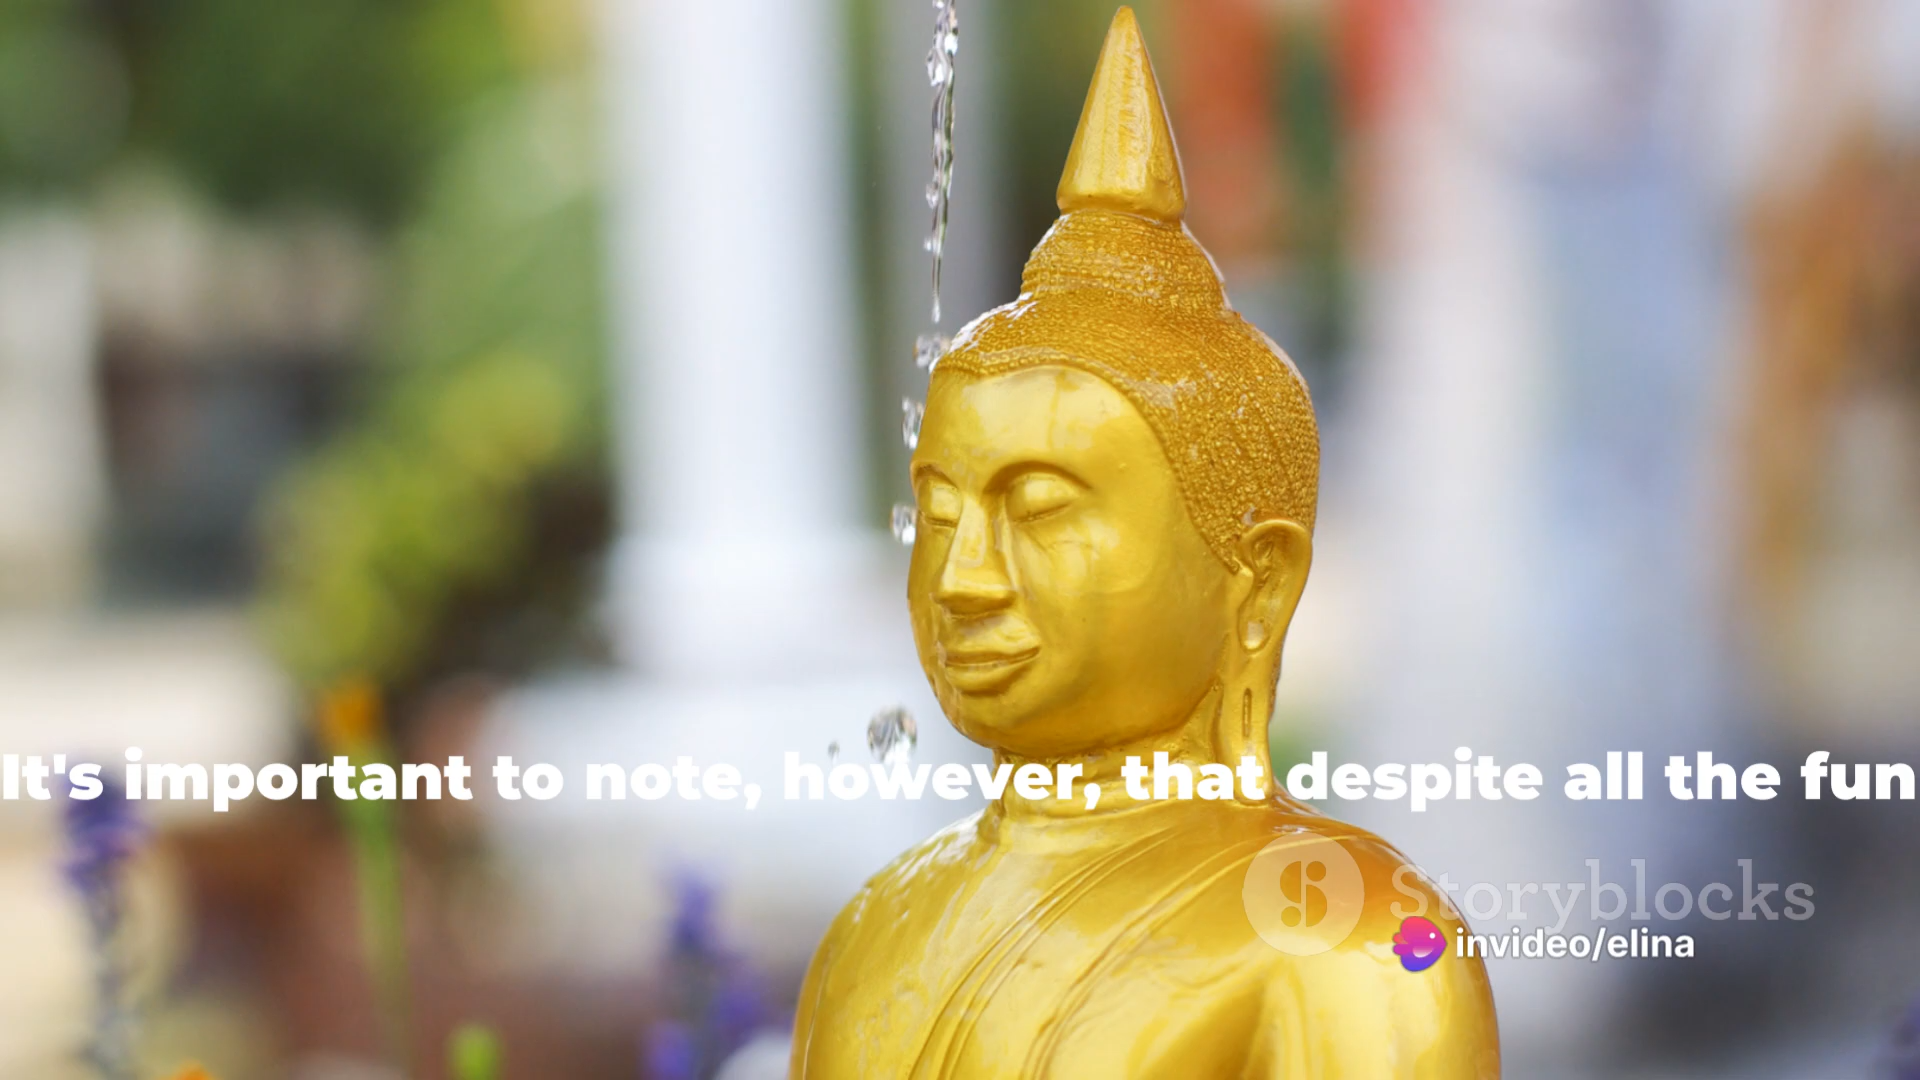 It's important to note, however, that despite all the fun
Storyblocks
invideo/elina